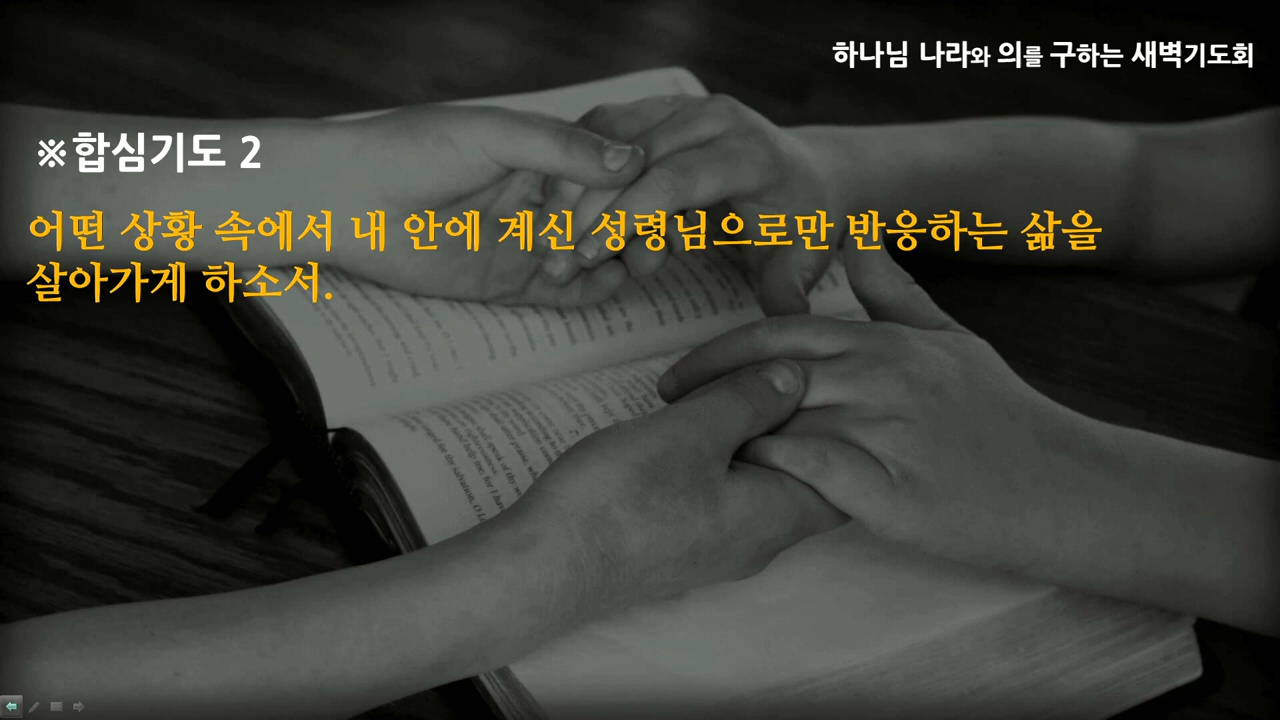 하나님 나라와 의를 구하는 새벽기도회
※합심기도 2
어떤 상황 속에서 내 안에 계신 성령님으로만 반응하는 삶을
살아가게 하소서.